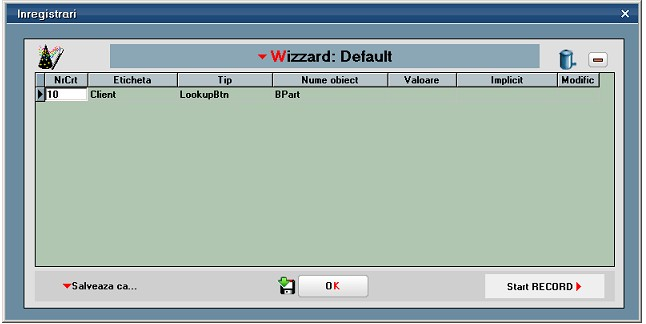 Inregistrari
Wizzard: Default
NrCrt Eticheta Tip Nume obiect Valoare Implicit Modific
10 Client LookupBtn BPart
Salveaza ca... OK Start RECORD